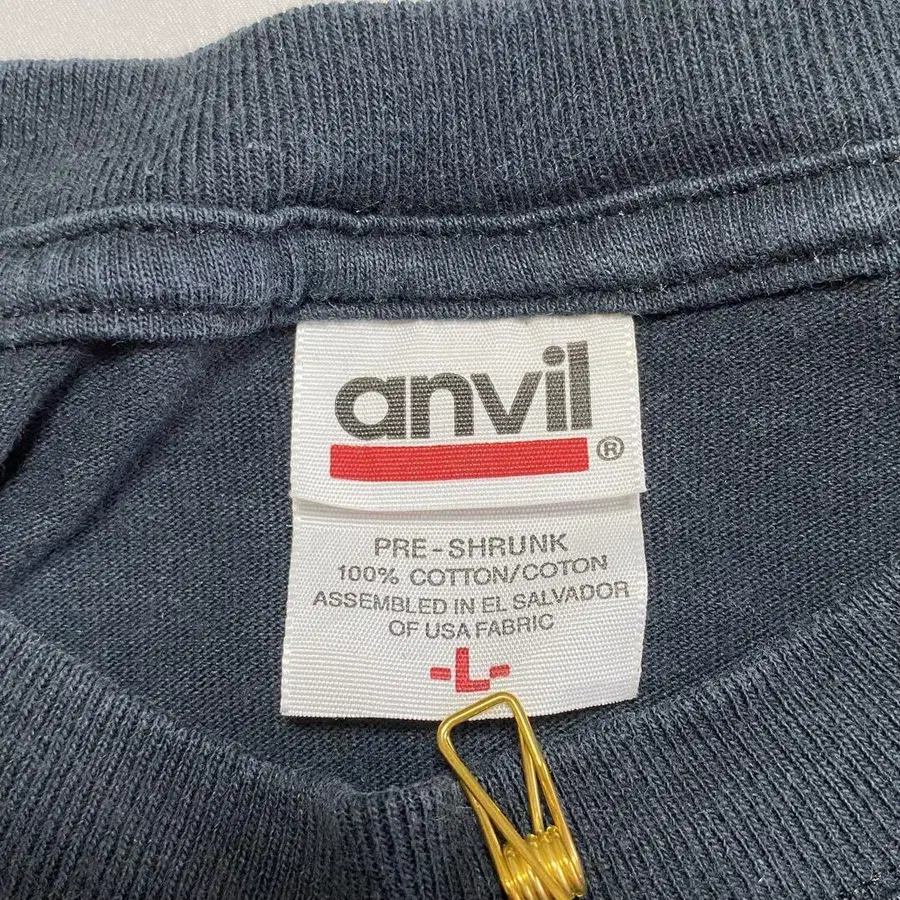 anvil®
PRE-SHRUNK
100% COTTON/COTON
ASSEMBLED IN EL SALVADOR
OF USA FABRIC
-L-